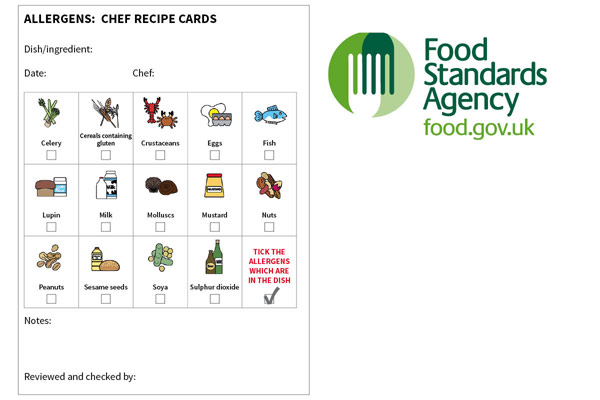 ALLERGENS: CHEF RECIPE CARDS
Dish/ingredient:
Date: Chef:
Celery
Cereals containing
gluten
Crustaceans
Eggs
Fish
Lupin
Milk
Molluscs
Mustard
Nuts
Peanuts
Sesame seeds
Soya
Sulphur dioxide
TICK THE
ALLERGENS
WHICH ARE
IN THE DISH
Notes:
Reviewed and checked by:
Food
Standards
Agency
food.gov.uk